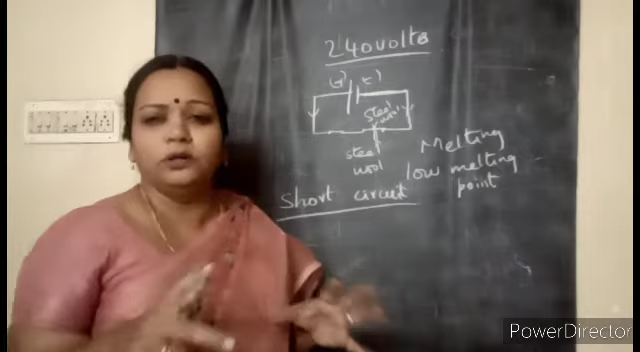 240volts
(+) (-)
steel
wool
steel
wool
Melting
low melting
point
Short circuit
PowerDirector